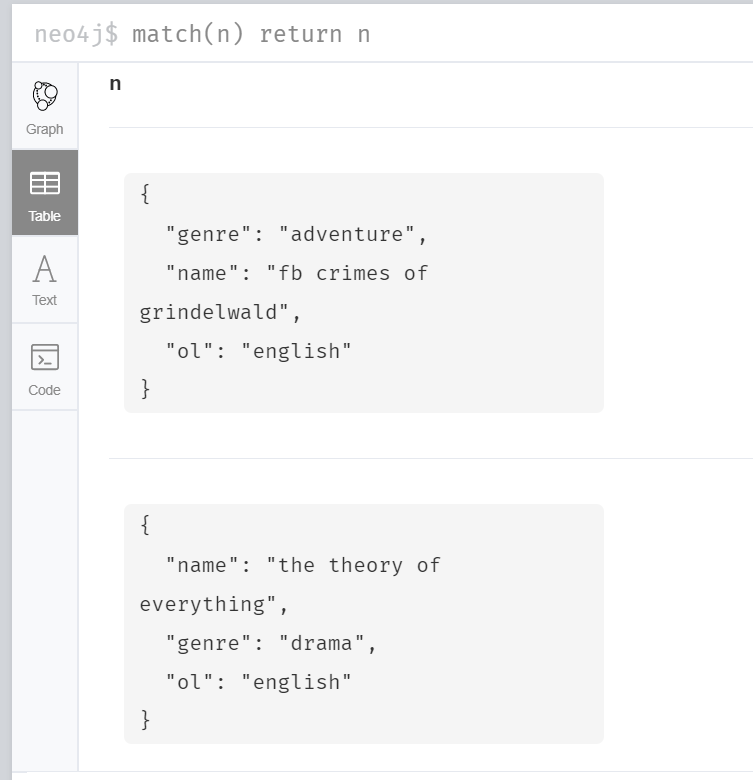 neo4j$ match(n) return n
n
Graph
Table
Text
Code
{
"genre": "adventure",
"name": "fb crimes of
grindelwald",
"ol": "english"
}
{
"name": "the theory of
everything",
"genre": "drama",
"ol": "english"
}